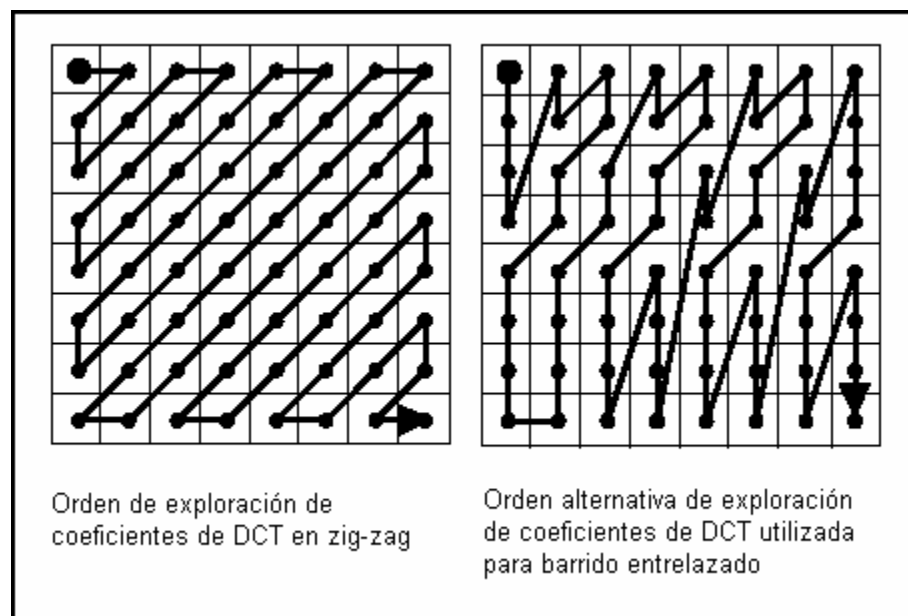 Orden de exploración de
coeficientes de DCT en zig-zag
Orden alternativa de exploración
de coeficientes de DCT utilizada
para barrido entrelazado